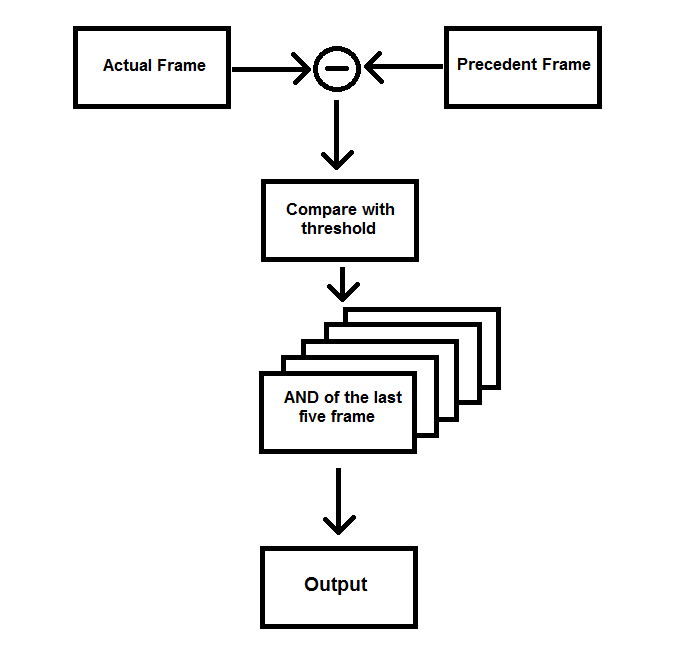 Actual Frame
Precedent Frame
Compare with
threshold
AND of the last
five frame
Output